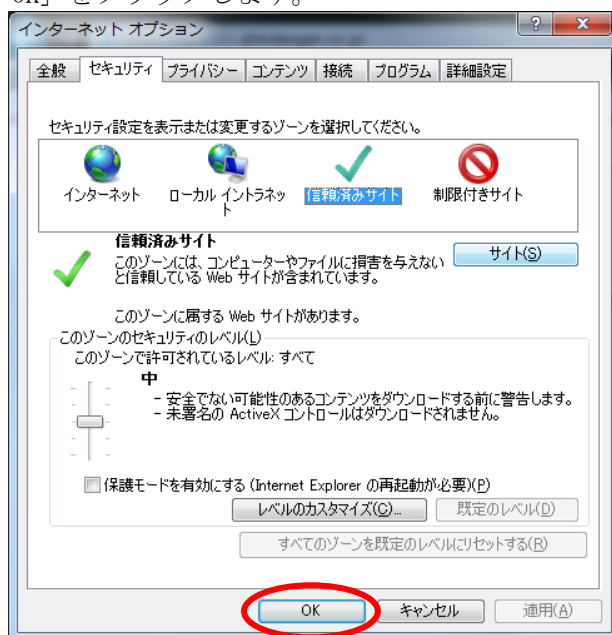 ok」をクリックします。
インターネット オプション
全般 セキュリティ プライバシー コンテンツ 接続 プログラム 詳細設定
セキュリティ設定を表示または変更するゾーンを選択してください。
インターネット ローカル イントラネット 信頼済みサイト 制限付きサイト
信頼済みサイト
このゾーンには、コンピューターやファイルに損害を与えない
と信頼している Web サイトが含まれています。
サイト(S)
このゾーンに属する Web サイトがあります。
このゾーンのセキュリティのレベル(L)
このゾーンで許可されているレベル: すべて
中
- 安全でない可能性のあるコンテンツをダウンロードする前に警告します。
- 未署名の ActiveX コントロールはダウンロードされません。
保護モードを有効にする (Internet Explorer の再起動が必要)(P)
レベルのカスタマイズ(C)... 既定のレベル(D)
すべてのゾーンを既定のレベルにリセットする(R)
OK キャンセル 適用(A)